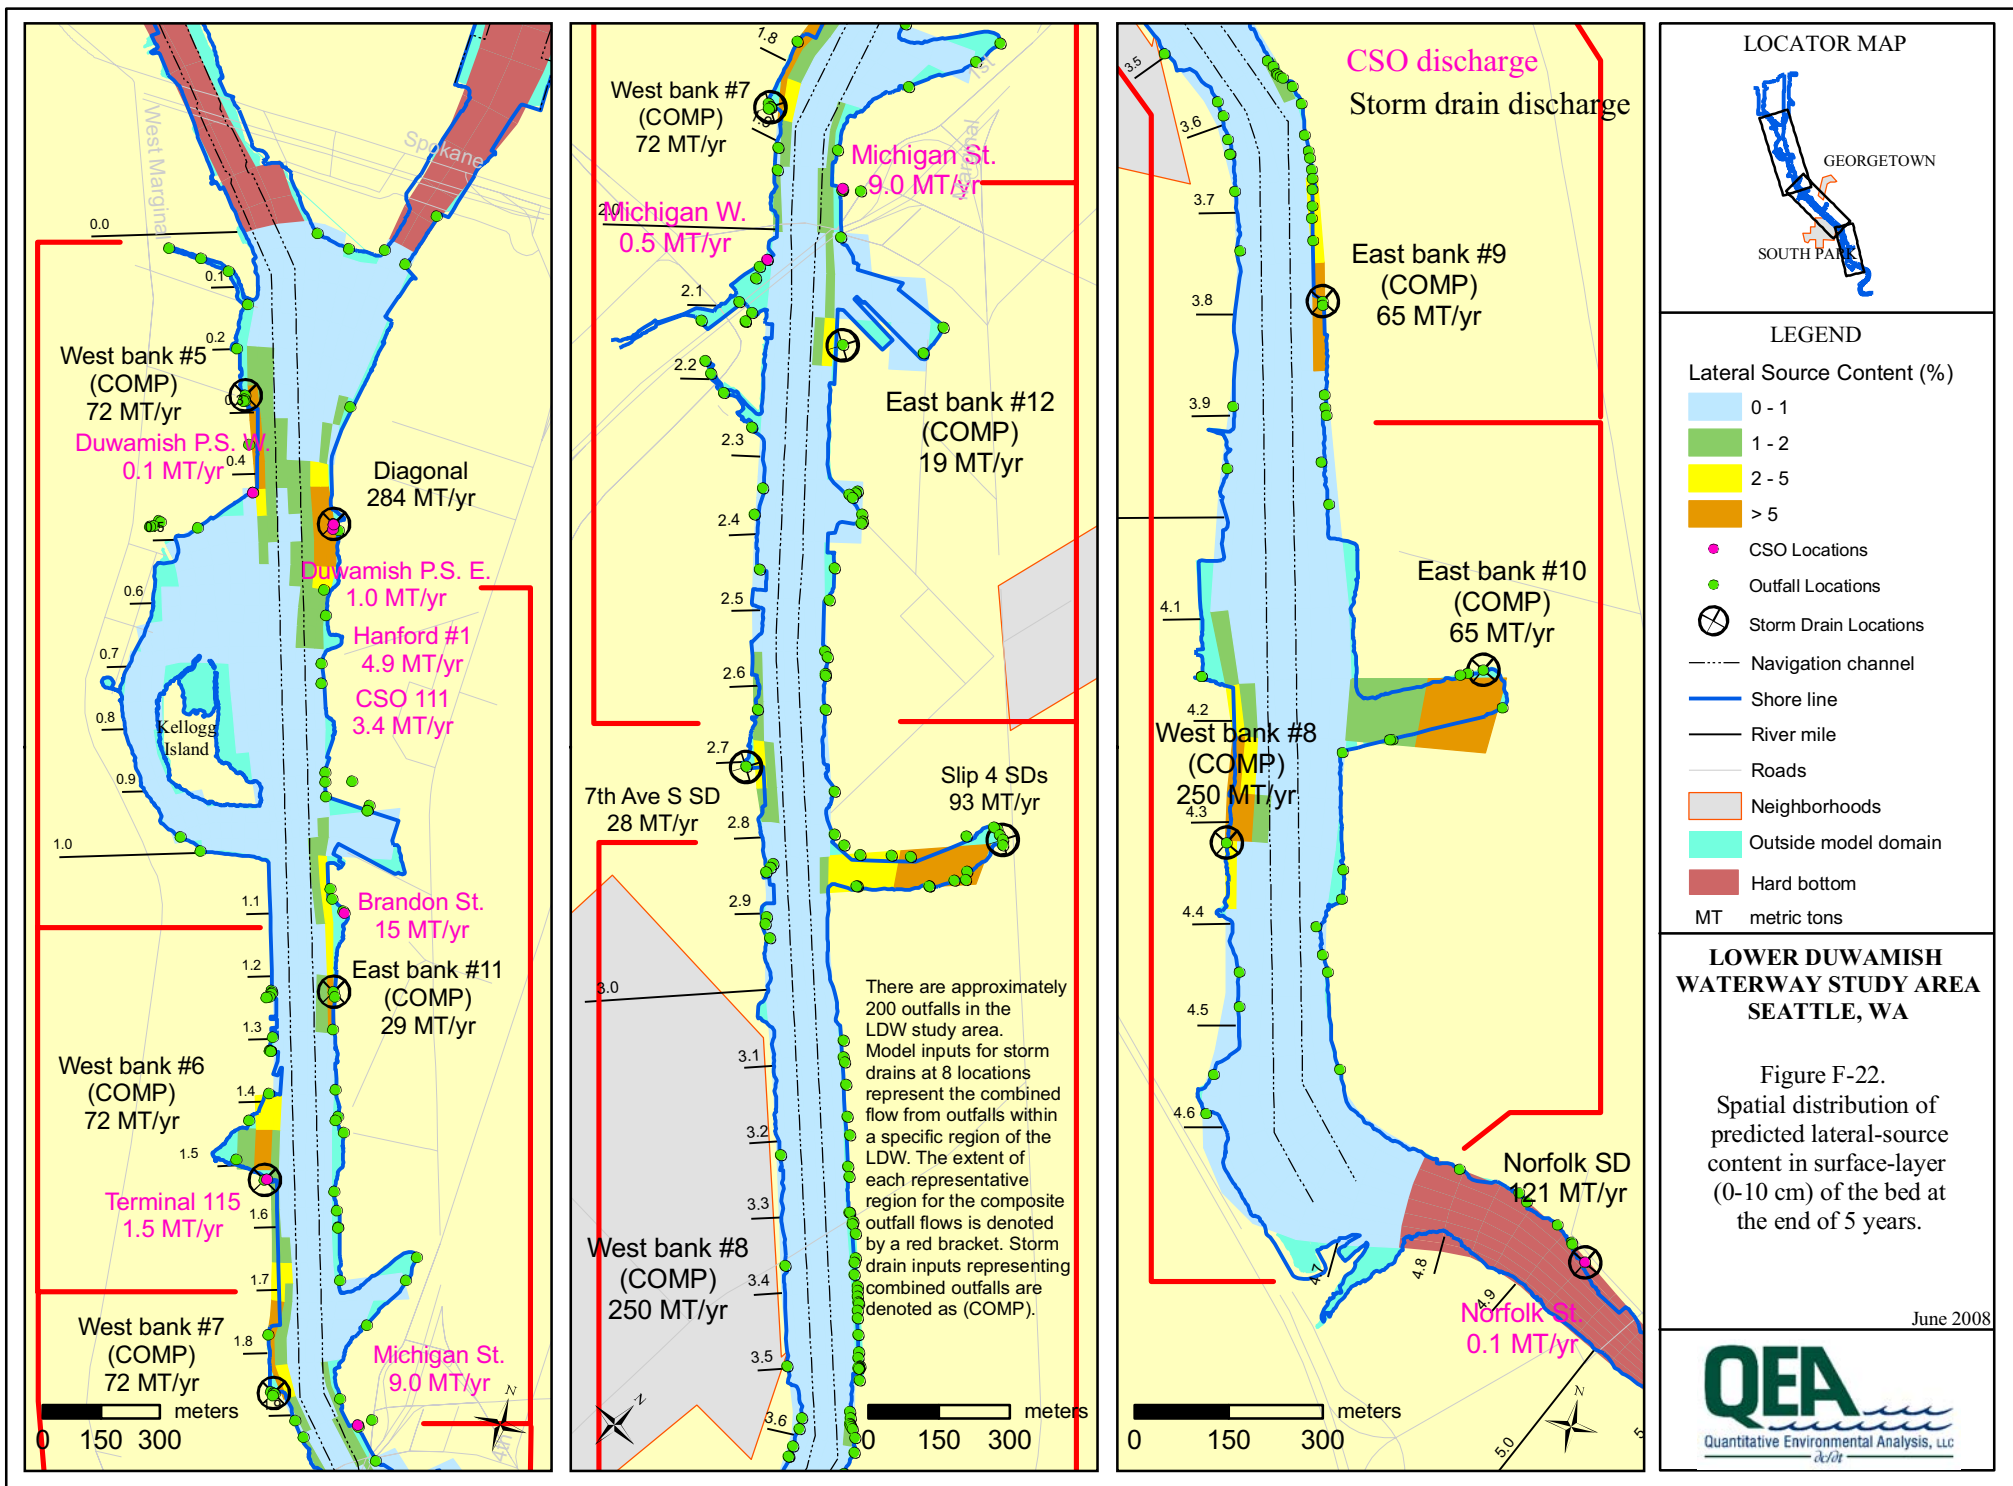 West Marginal
Spokane
0.0
0.1
0.2
West bank #5
(COMP)
72 MT/yr
0.3
Duwamish P.S. W.
0.1 MT/yr
0.4
Diagonal
284 MT/yr
0.5
Duwamish P.S. E.
1.0 MT/yr
0.6
Hanford #1
4.9 MT/yr
0.7
CSO 111
3.4 MT/yr
0.8
Kellogg
Island
0.9
1.0
1.1
Brandon St.
15 MT/yr
1.2
East bank #11
(COMP)
29 MT/yr
1.3
West bank #6
(COMP)
72 MT/yr
1.4
1.5
Terminal 115
1.5 MT/yr
1.6
1.7
West bank #7
(COMP)
72 MT/yr
1.8
Michigan St.
9.0 MT/yr
1.9
N
4th
meters
0 150 300
1.8
West bank #7
(COMP)
72 MT/yr
1.9
1st
Marginal
Michigan St.
9.0 MT/yr
2.0
Michigan W.
0.5 MT/yr
2.1
2.2
East bank #12
(COMP)
19 MT/yr
2.3
2.4
2.5
2.6
2.7
7th Ave S SD
28 MT/yr
Slip 4 SDs
93 MT/yr
2.8
2.9
3.0
There are approximately
200 outfalls in the
LDW study area.
Model inputs for storm
drains at 8 locations
represent the combined
flow from outfalls within
a specific region of the
LDW. The extent of
each representative
region for the composite
outfall flows is denoted
by a red bracket. Storm
drain inputs representing
combined outfalls are
denoted as (COMP).
3.1
3.2
3.3
West bank #8
(COMP)
250 MT/yr
3.4
3.5
3.6
N
meters
0 150 300
3.5
CSO discharge
Storm drain discharge
3.6
3.7
East bank #9
(COMP)
65 MT/yr
3.8
3.9
East bank #10
(COMP)
65 MT/yr
4.1
4.2
West bank #8
(COMP)
250 MT/yr
4.3
4.4
4.5
4.6
Norfolk SD
121 MT/yr
4.7
4.8
4.9
Norfolk St.
0.1 MT/yr
5.0
N
meters
0 150 300
LOCATOR MAP
GEORGETOWN
SOUTH PARK
LEGEND
Lateral Source Content (%)
0 - 1
1 - 2
2 - 5
> 5
CSO Locations
Outfall Locations
Storm Drain Locations
Navigation channel
Shore line
River mile
Roads
Neighborhoods
Outside model domain
Hard bottom
MT metric tons
LOWER DUWAMISH
WATERWAY STUDY AREA
SEATTLE, WA
Figure F-22.
Spatial distribution of
predicted lateral-source
content in surface-layer
(0-10 cm) of the bed at
the end of 5 years.
June 2008
QEA
Quantitative Environmental Analysis, LLC
∂c/∂t